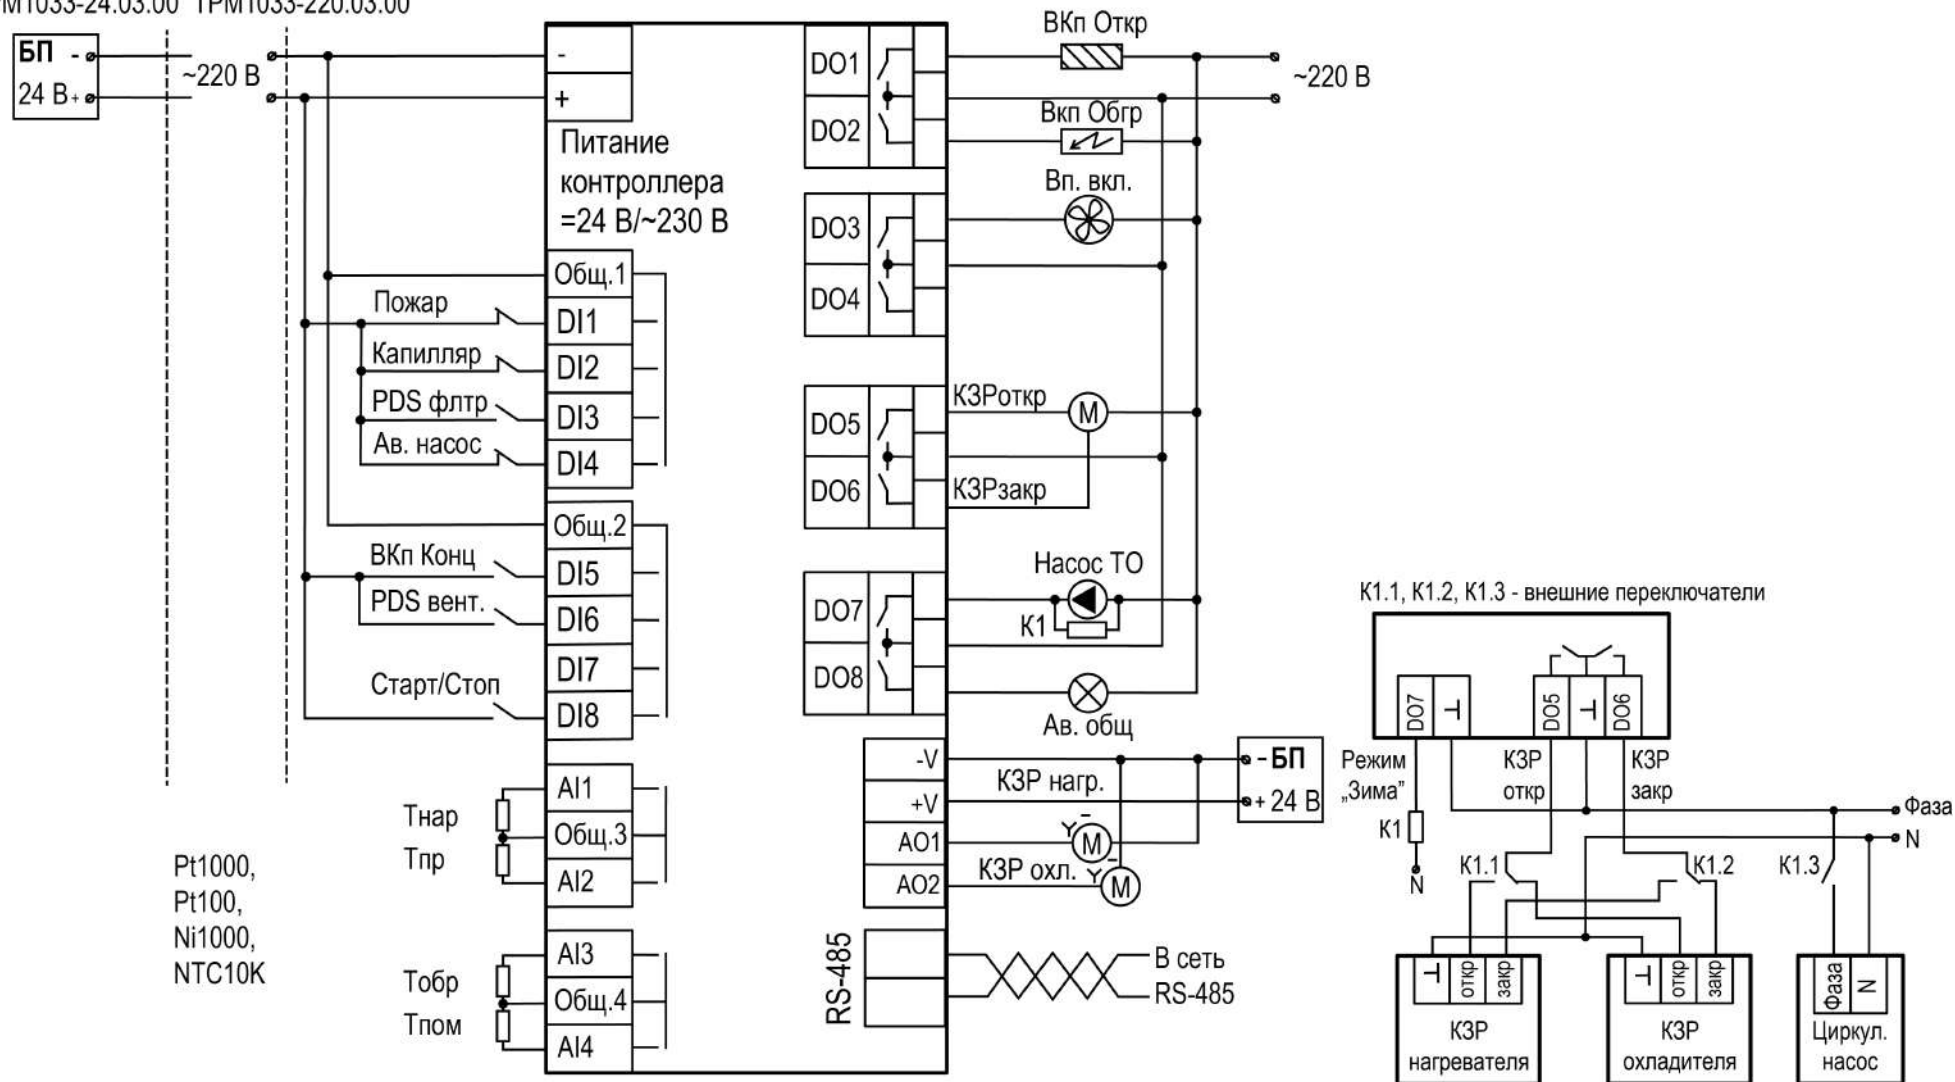 М1033-24.03.00 ТРМ1033-220.03.00
БП -
24 В+
~220 В
-
+
Питание
контроллера
=24 В/~230 В
Общ.1
Пожар
DI1
Капилляр
DI2
PDS флтр
DI3
Ав. насос
DI4
Общ.2
ВКп Конц
DI5
PDS вент.
DI6
DI7
Старт/Стоп
DI8
AI1
Тнар
Общ.3
Тпр
AI2
Pt1000,
Pt100,
Ni1000,
NTC10K
AI3
Тобр
Общ.4
Тпом
AI4
DO1
DO2
ВКп Откр
~220 В
Вкп Обгр
Вп. вкл.
DO3
DO4
DO5
DO6
КЗРоткр
М
КЗРзакр
DO7
DO8
Насос ТО
К1
Ав. общ
-V
+V
AO1
AO2
КЗР нагр.
- БП
+ 24 В
Y -
М
КЗР охл.
Y -
М
RS-485
В сеть
RS-485
К1.1, К1.2, К1.3 - внешние переключатели
DO7
DO5
DO6
Режим
„Зима”
КЗР
откр
КЗР
закр
К1
N
Фаза
N
К1.1
К1.2
К1.3
откр
закр
КЗР
нагревателя
откр
закр
КЗР
охладителя
Фаза
N
Циркул.
насос